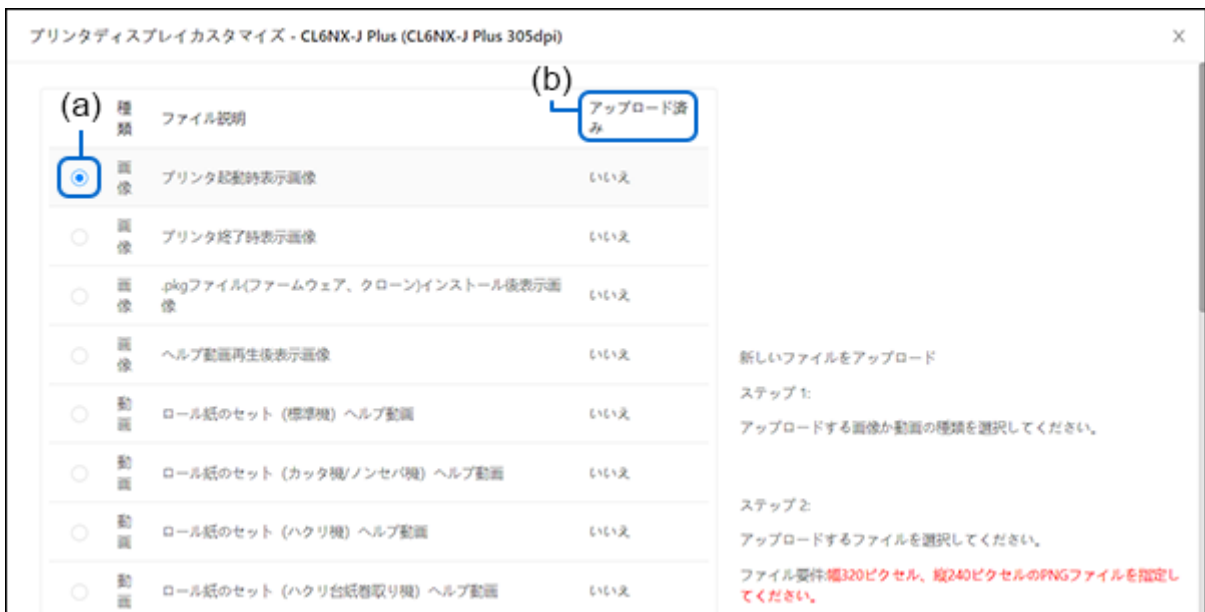 プリンタディスプレイカスタマイズ - CL6NX-J Plus (CL6NX-J Plus 305dpi)
(a)
(b)
種
類
ファイル説明
アップロード済
み
画
像
プリンタ起動時表示画像
いいえ
画
像
プリンタ終了時表示画像
いいえ
画
像
.pkgファイル(ファームウェア、クローン)インストール後表示画
像
いいえ
画
像
ヘルプ動画再生後表示画像
いいえ
動
画
ロール紙のセット（標準機）ヘルプ動画
いいえ
動
画
ロール紙のセット（カッタ機/ノンセパ機）ヘルプ動画
いいえ
動
画
ロール紙のセット（ハクリ機）ヘルプ動画
いいえ
動
画
ロール紙のセット（ハクリ台紙巻取り機）ヘルプ動画
いいえ
新しいファイルをアップロード
ステップ 1:
アップロードする画像か動画の種類を選択してください。
ステップ 2:
アップロードするファイルを選択してください。
ファイル要件:幅320ピクセル、縦240ピクセルのPNGファイルを指定し
てください。